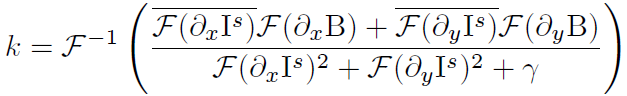 k = \mathcal{F}^{-1} \left( \frac{\overline{\mathcal{F}(\partial_x \mathrm{I}^s)} \mathcal{F}(\partial_x \mathrm{B}) + \overline{\mathcal{F}(\partial_y \mathrm{I}^s)} \mathcal{F}(\partial_y \mathrm{B})}{\mathcal{F}(\partial_x \mathrm{I}^s)^2 + \mathcal{F}(\partial_y \mathrm{I}^s)^2 + \gamma} \right)